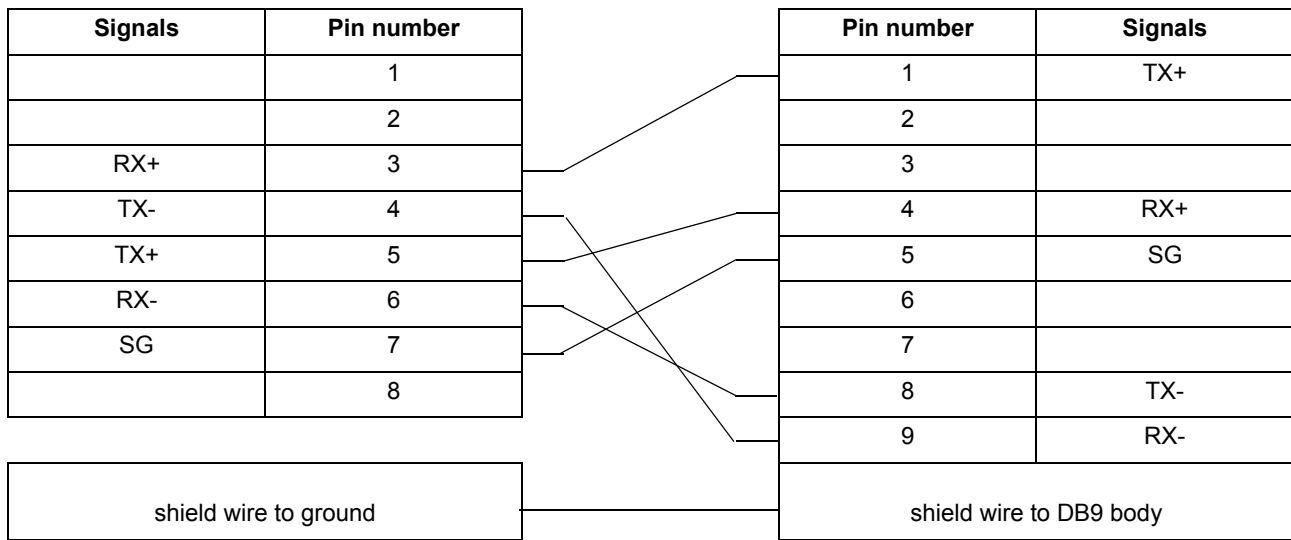 Signals Pin number Pin number Signals
1 1 TX+
2 2
RX+ 3 3
TX- 4 4 RX+
TX+ 5 5 SG
RX- 6 6
SG 7 7
8 8 TX-
9 RX-
shield wire to ground shield wire to DB9 body